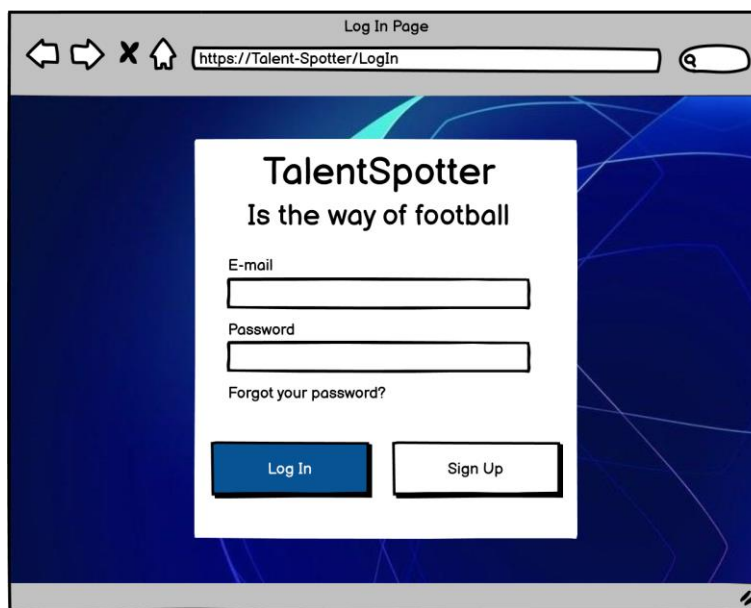 Log In Page
https://Talent-Spotter/LogIn
TalentSpotter
Is the way of football
E-mail
Password
Forgot your password?
Log In
Sign Up